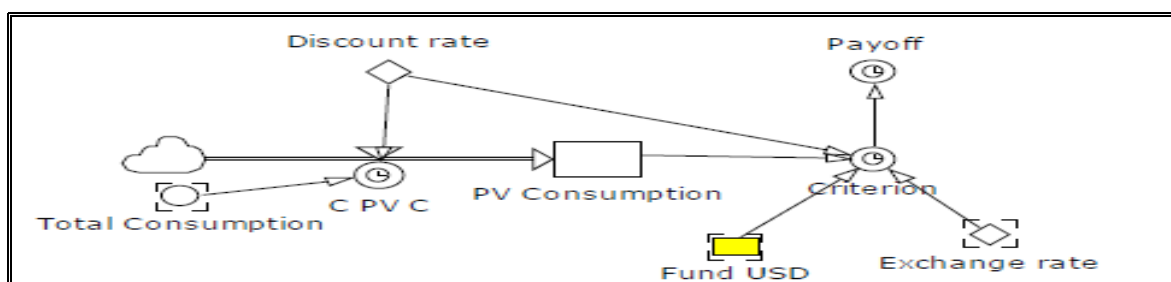 Discount rate
Payoff
PV Consumption
Criterion
C PV C
Total Consumption
Fund USD
Exchange rate